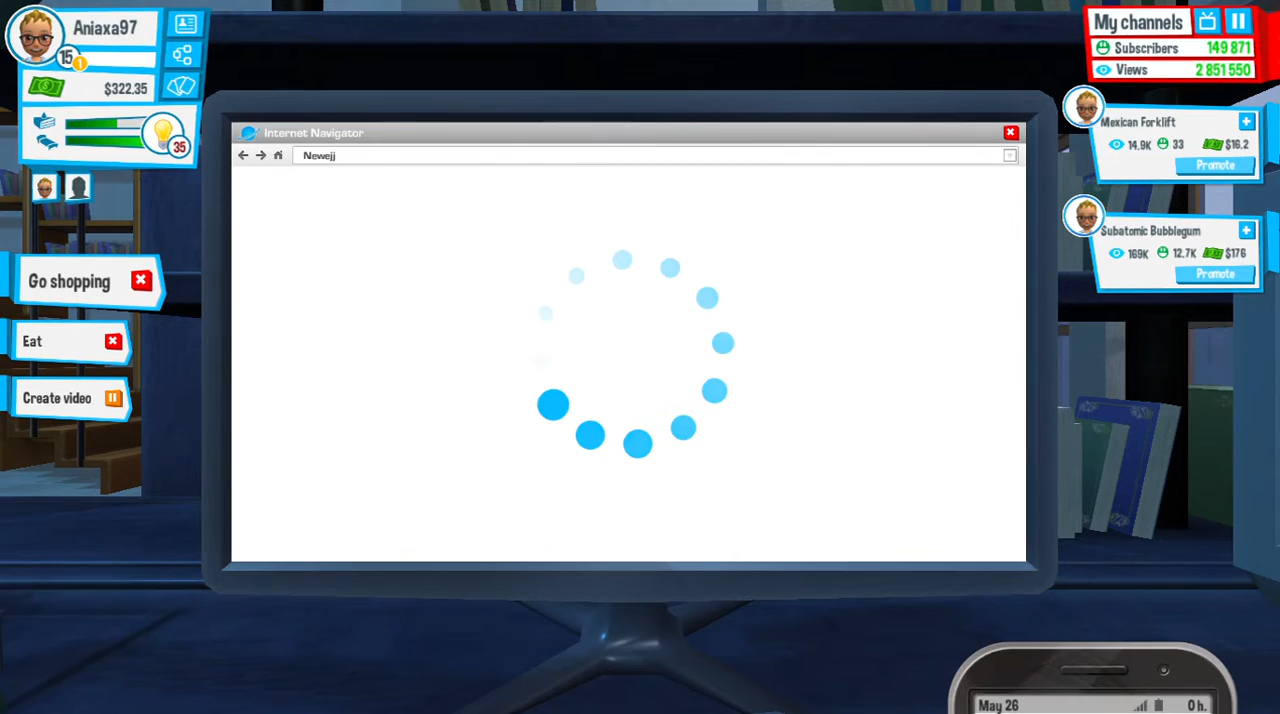 Aniaxa97
15
1
$322.35
35
Go shopping
Eat
Create video
Internet Navigator
Newejj
My channels
Subscribers 149 871
Views 2 851 550
Mexican Forklift
14.9K 33 $16.2
Promote
Subatomic Bubblegum
169K 12.7K $176
Promote
May 26 0 h.